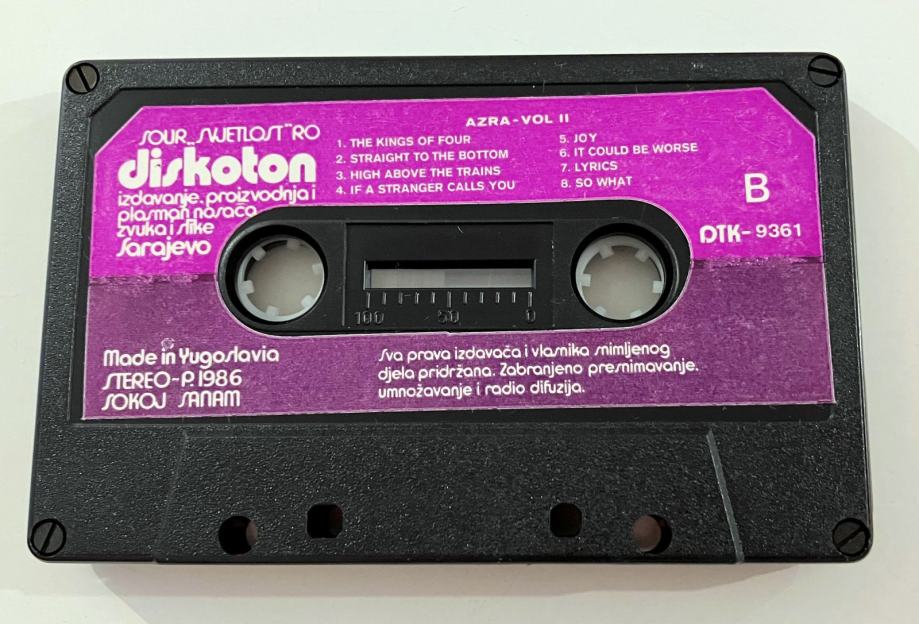 SOUR „SVJETLOST" RO
diskoton
izdavanje, proizvodnja i
plasman nosača
zvuka i slike
Sarajevo
AZRA - VOL II
1. THE KINGS OF FOUR
2. STRAIGHT TO THE BOTTOM
3. HIGH ABOVE THE TRAINS
4. IF A STRANGER CALLS YOU
5. JOY
6. IT COULD BE WORSE
7. LYRICS
8. SO WHAT
B
DTK- 9361
100 50 0
Made in Yugoslavia
STEREO-P.1986
SOKOJ SANAM
Sva prava izdavača i vlasnika snimljenog
djela pridržana. Zabranjeno presnimavanje,
umnožavanje i radio difuzija.